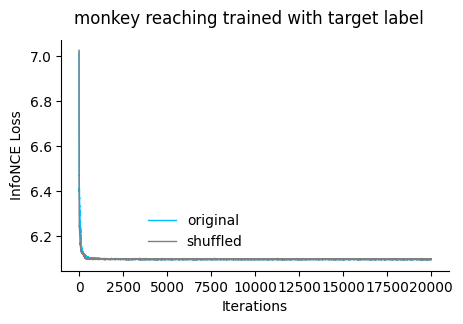 monkey reaching trained with target label
7.0
6.8
6.6
6.4
6.2
InfoNCE Loss
original
shuffled
0 2500 5000 7500 10000 12500 15000 17500 20000
Iterations